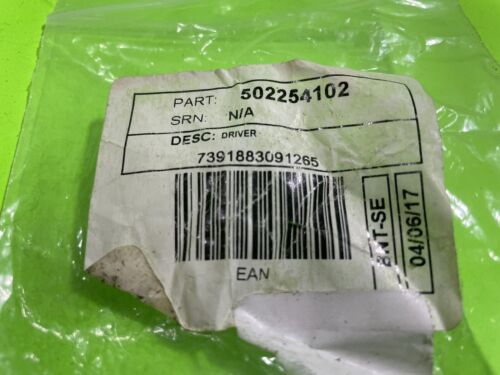 PART: 502254102
SRN: N/A
DESC: DRIVER
7391883091265
EAN
04/06/17